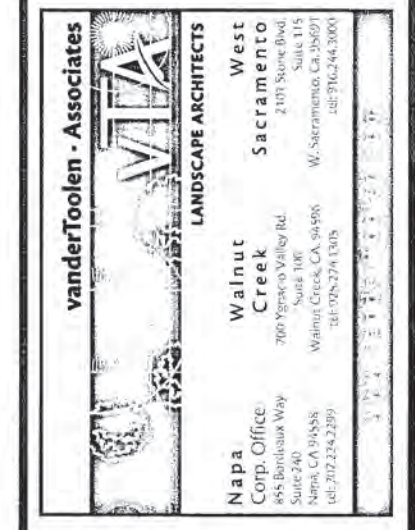 vanderToolen · Associates
VTA
LANDSCAPE ARCHITECTS
Napa
Corp. Office
855 Bordeaux Way
Suite 240
Napa, CA 94558
tel: 707.224.2299
Walnut
Creek
700 Ygnacio Valley Rd.
Suite 100
Walnut Creek, CA. 94596
tel: 925.274.1305
West
Sacramento
2101 Stone Blvd.
Suite 115
W. Sacramento, Ca. 95691
tel: 916.244.3000